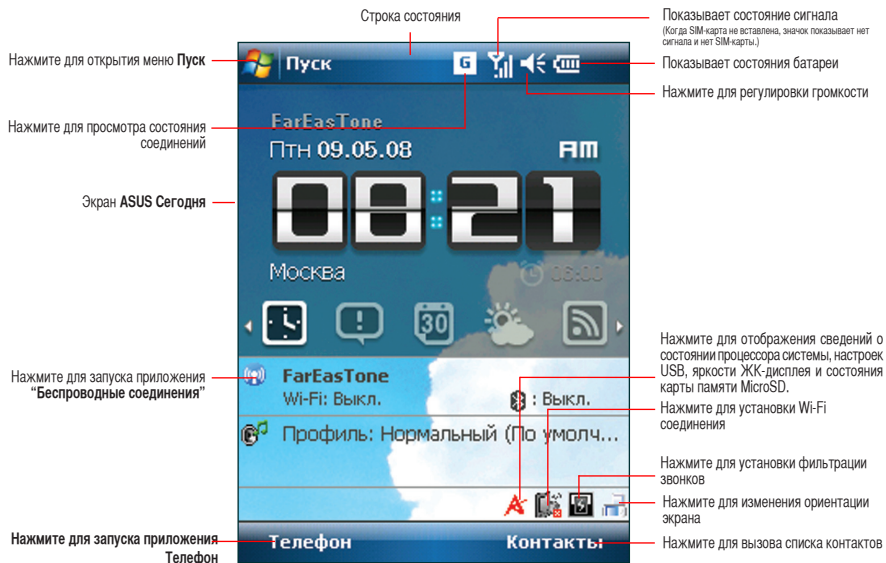 Строка состояния
Показывает состояние сигнала
(Когда SIM-карта не вставлена, значок показывает нет
сигнала и нет SIM-карты.)
Нажмите для открытия меню Пуск
Показывает состояния батареи
Нажмите для регулировки громкости
Нажмите для просмотра состояния
соединений
Экран ASUS Сегодня
Нажмите для запуска приложения
“Беспроводные соединения”
Нажмите для запуска приложения
Телефон
Пуск
G
FarEasTone
Птн 09.05.08
AM
08:21
Москва
06:00
30
FarEasTone
Wi-Fi: Выкл.
: Выкл.
Профиль: Нормальный (По умолч...
Телефон
Контакты
Нажмите для отображения сведений о
состоянии процессора системы, настроек
USB, яркости ЖК-дисплея и состояния
карты памяти MicroSD.
Нажмите для установки Wi-Fi
соединения
Нажмите для установки фильтрации
звонков
Нажмите для изменения ориентации
экрана
Нажмите для вызова списка контактов